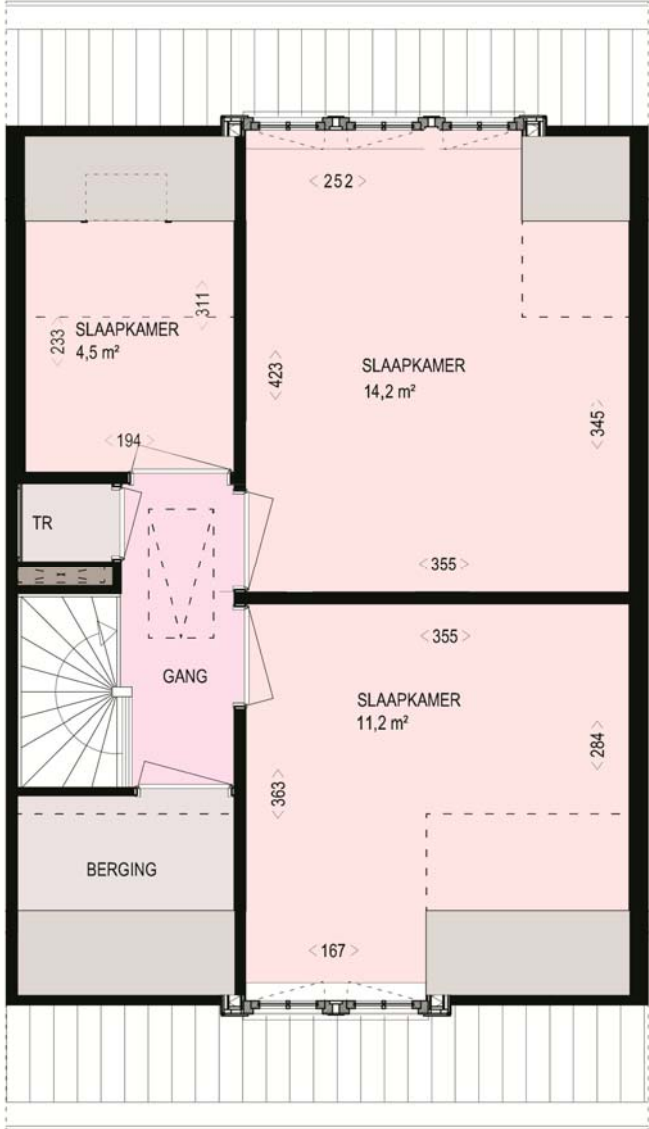 < 252 >
< 311 >
SLAAPKAMER
4,5 m²
< 233 >
SLAAPKAMER
14,2 m²
< 423 >
< 345 >
< 194 >
TR
< 355 >
< 355 >
GANG
SLAAPKAMER
11,2 m²
< 284 >
< 363 >
BERGING
< 167 >